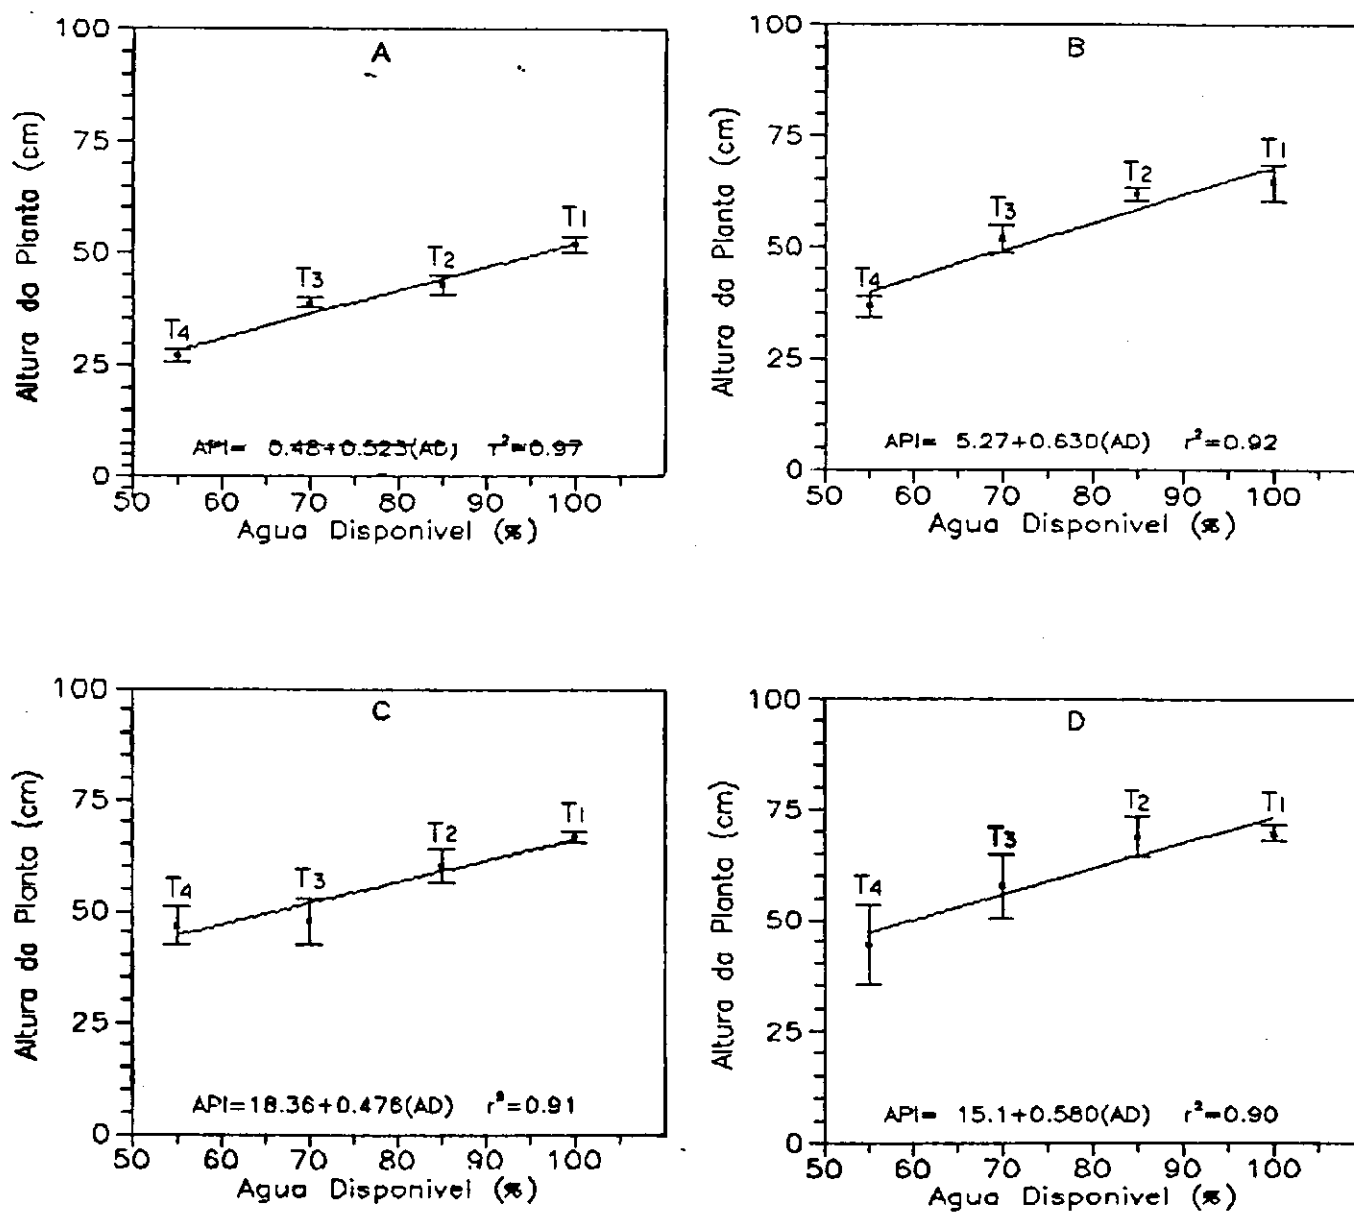 A
Altura da Planta (cm)
100
75
50
25
0
T4
T3
T2
T1
API= 0.48+0.523(AD) r²=0.97
50 60 70 80 90 100
Agua Disponivel (%)
B
Altura da Planta (cm)
100
75
50
25
0
T4
T3
T2
T1
API= 5.27+0.630(AD) r²=0.92
50 60 70 80 90 100
Agua Disponivel (%)
C
Altura da Planta (cm)
100
75
50
25
0
T4
T3
T2
T1
API=18.36+0.476(AD) r²=0.91
50 60 70 80 90 100
Agua Disponivel (%)
D
Altura da Planta (cm)
100
75
50
25
0
T4
T3
T2
T1
API= 15.1+0.580(AD) r²=0.90
50 60 70 80 90 100
Agua Disponivel (%)